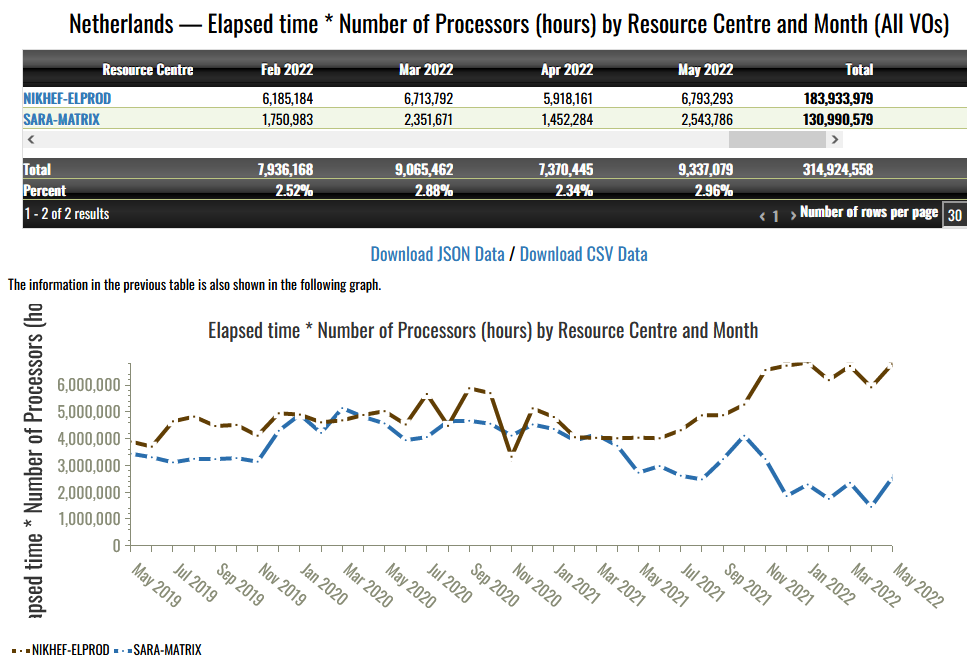 Netherlands — Elapsed time * Number of Processors (hours) by Resource Centre and Month (All VOs)
Resource Centre Feb 2022 Mar 2022 Apr 2022 May 2022 Total
NIKHEF-ELPROD 6,185,184 6,713,792 5,918,161 6,793,293 183,933,979
SARA-MATRIX 1,750,983 2,351,671 1,452,284 2,543,786 130,990,579
Total 7,936,168 9,065,462 7,370,445 9,337,079 314,924,558
Percent 2.52% 2.88% 2.34% 2.96%
1 - 2 of 2 results ‹ 1 › Number of rows per page 30
Download JSON Data / Download CSV Data
The information in the previous table is also shown in the following graph.
Elapsed time * Number of Processors (hours) by Resource Centre and Month
psed time * Number of Processors (ho
6,000,000
5,000,000
4,000,000
3,000,000
2,000,000
1,000,000
0
May 2019 Jul 2019 Sep 2019 Nov 2019 Jan 2020 Mar 2020 May 2020 Jul 2020 Sep 2020 Nov 2020 Jan 2021 Mar 2021 May 2021 Jul 2021 Sep 2021 Nov 2021 Jan 2022 Mar 2022 May 2022
NIKHEF-ELPROD SARA-MATRIX